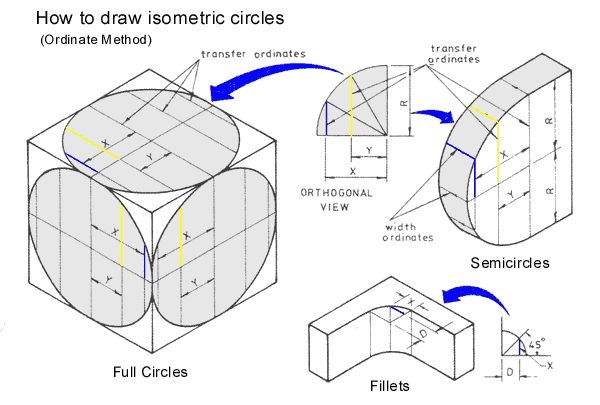 How to draw isometric circles
(Ordinate Method)
transfer ordinates
transfer
ordinates
R
X
Y
Y
X
ORTHOGONAL
VIEW
X
Y
R
R
width
ordinates
Semicircles
X
Y
X
Y
X
D
45°
X
D
Full Circles
Fillets